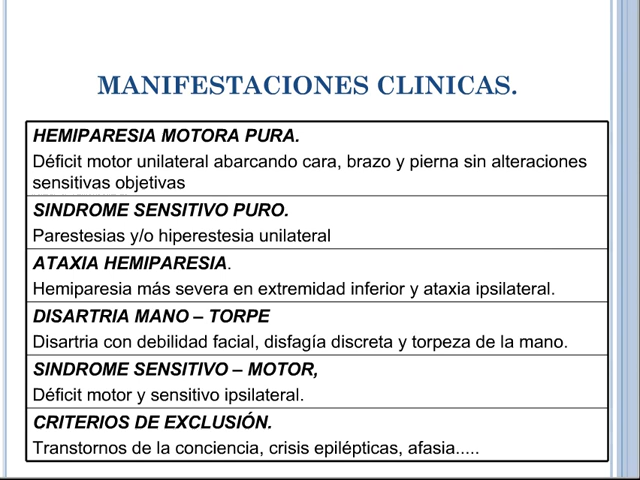 MANIFESTACIONES CLINICAS.
HEMIPARESIA MOTORA PURA.
Déficit motor unilateral abarcando cara, brazo y pierna sin alteraciones
sensitivas objetivas
SINDROME SENSITIVO PURO.
Parestesias y/o hiperestesia unilateral
ATAXIA HEMIPARESIA.
Hemiparesia más severa en extremidad inferior y ataxia ipsilateral.
DISARTRIA MANO – TORPE
Disartria con debilidad facial, disfagía discreta y torpeza de la mano.
SINDROME SENSITIVO – MOTOR,
Déficit motor y sensitivo ipsilateral.
CRITERIOS DE EXCLUSIÓN.
Transtornos de la conciencia, crisis epilépticas, afasia.....